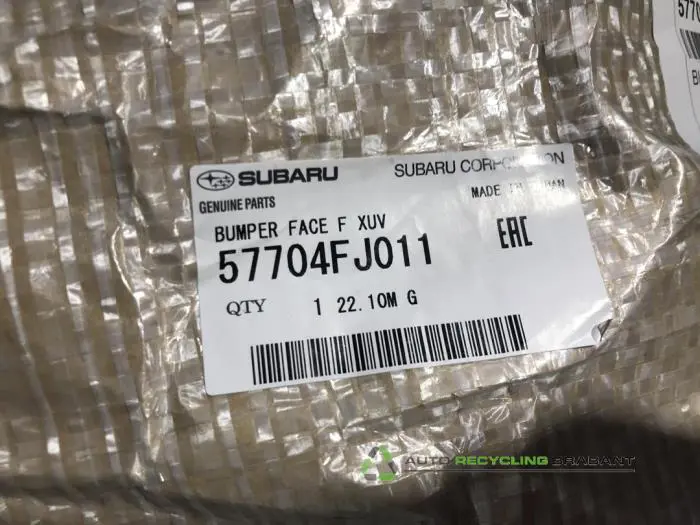 SUBARU SUBARU CORPORATION
GENUINE PARTS MADE IN JAPAN
BUMPER FACE F XUV
57704FJ011 EAC
QTY 1 22.10M G
AUTO RECYCLING BRABANT